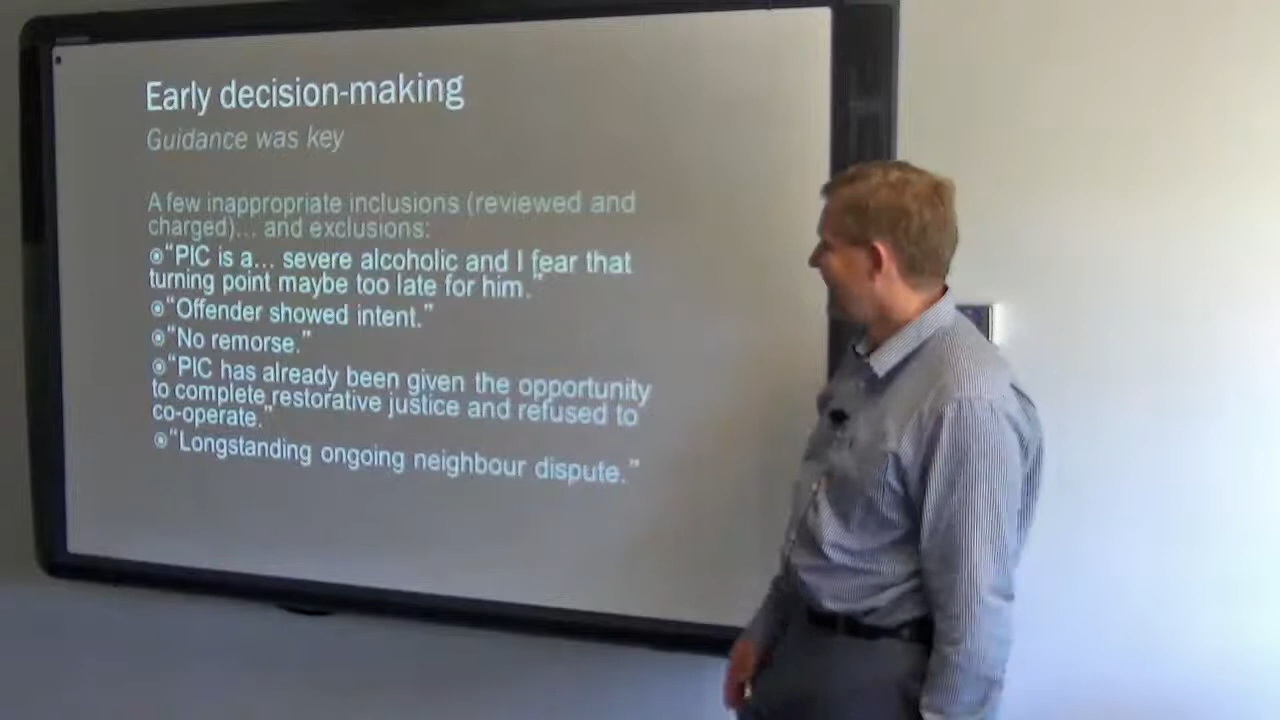 Early decision-making
Guidance was key
A few inappropriate inclusions (reviewed and
charged)... and exclusions:
"PIC is a... severe alcoholic and I fear that
turning point maybe too late for him."
"Offender showed intent."
"No remorse."
"PIC has already been given the opportunity
to complete restorative justice and refused to
co-operate."
"Longstanding ongoing neighbour dispute."